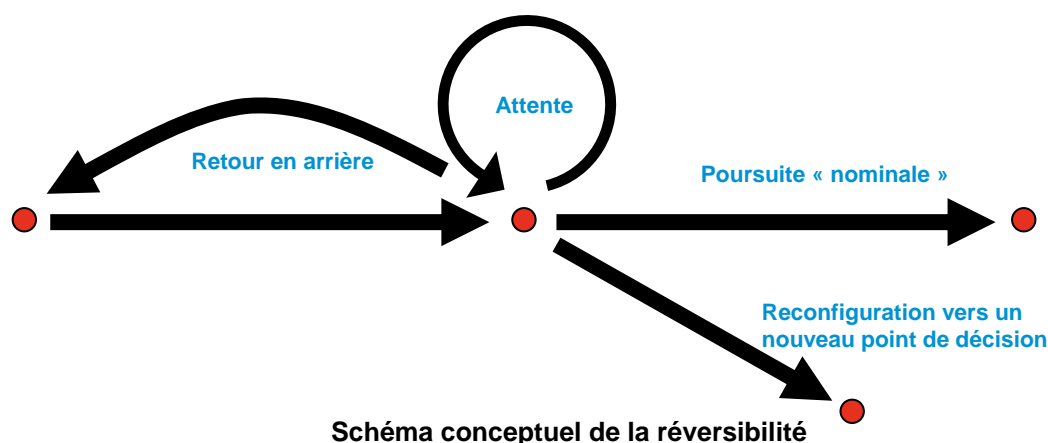 Attente
Retour en arrière
Poursuite « nominale »
Reconfiguration vers un
nouveau point de décision
Schéma conceptuel de la réversibilité